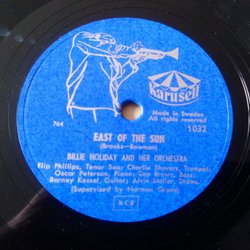 Karusell
Made in Sweden
All rights reserved
764
1032
EAST OF THE SUN
(Brooks-Bowman)
BILLIE HOLIDAY AND HER ORCHESTRA
Flip Phillips, Tenor Sax; Charlie Shavers, Trumpet;
Oscar Peterson, Piano; Ray Brown, Bass;
Barney Kessel, Guitar; Alvin Stoller, Drums.
(Supervised by Norman Granz)
NCB